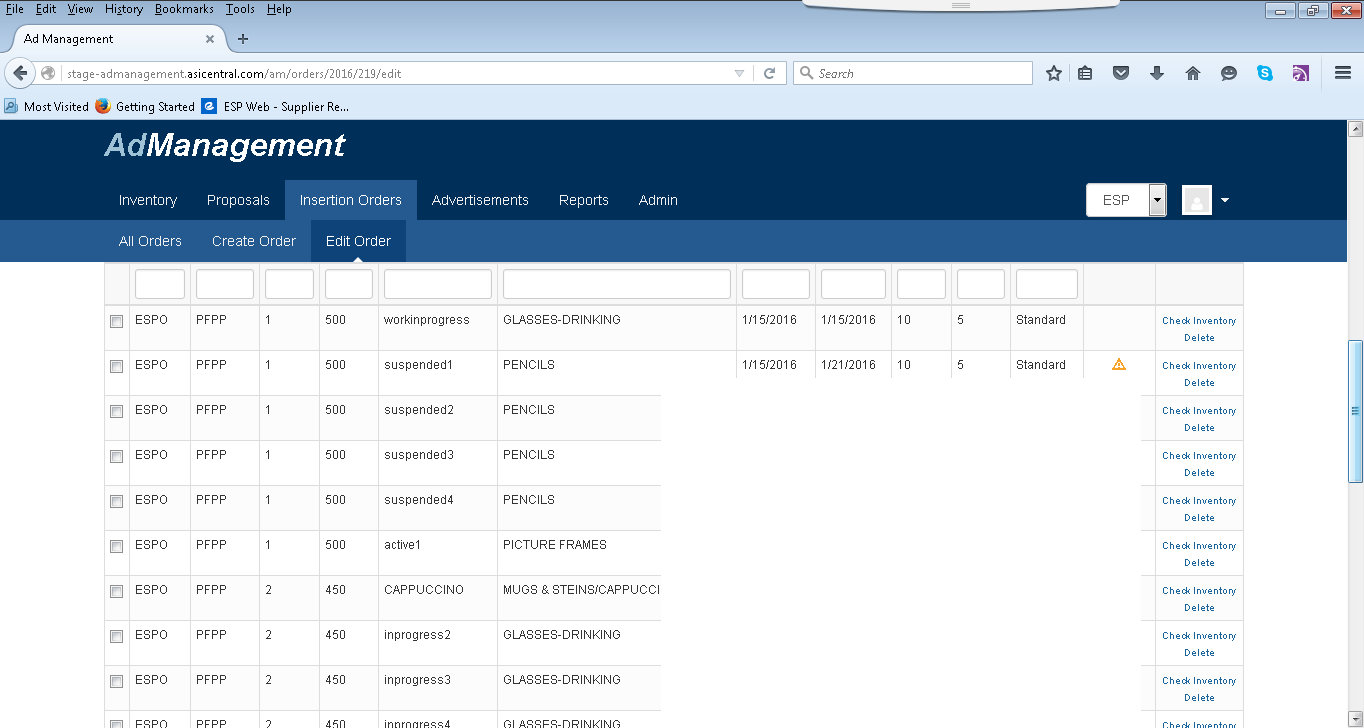 File Edit View History Bookmarks Tools Help
Ad Management
stage-admanagement.asicentral.com/am/orders/2016/219/edit
Search
Most Visited Getting Started ESP Web - Supplier Re...
AdManagement
Inventory Proposals Insertion Orders Advertisements Reports Admin ESP
All Orders Create Order Edit Order
ESPO PFPP 1 500 workinprogress GLASSES-DRINKING 1/15/2016 1/15/2016 10 5 Standard Check Inventory
Delete
ESPO PFPP 1 500 suspended1 PENCILS 1/15/2016 1/21/2016 10 5 Standard Check Inventory
Delete
ESPO PFPP 1 500 suspended2 PENCILS Check Inventory
Delete
ESPO PFPP 1 500 suspended3 PENCILS Check Inventory
Delete
ESPO PFPP 1 500 suspended4 PENCILS Check Inventory
Delete
ESPO PFPP 1 500 active1 PICTURE FRAMES Check Inventory
Delete
ESPO PFPP 2 450 CAPPUCCINO MUGS & STEINS/CAPPUCCI Check Inventory
Delete
ESPO PFPP 2 450 inprogress2 GLASSES-DRINKING Check Inventory
Delete
ESPO PFPP 2 450 inprogress3 GLASSES-DRINKING Check Inventory
Delete
ESPO PFPP 2 450 inprogress4 GLASSES-DRINKING Check Inventory